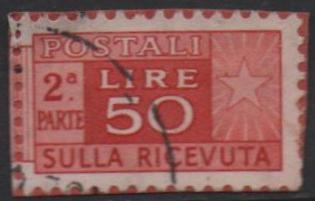 POSTALI
2ª PARTE
LIRE
50
SULLA RICEVUTA